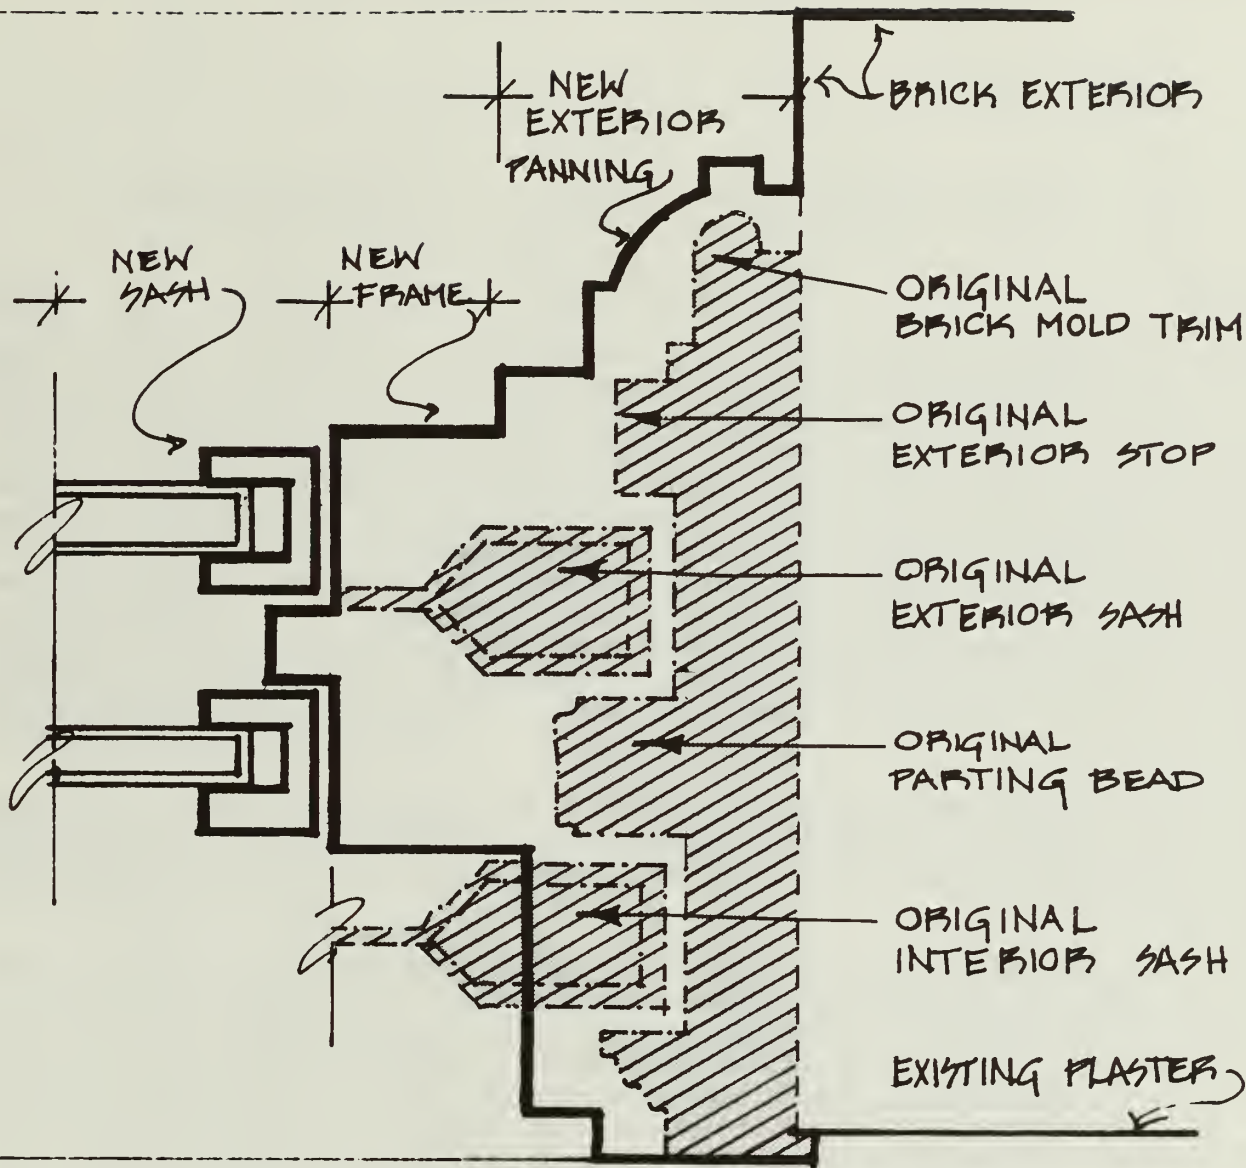 NEW
EXTERIOR
PANNING
BRICK EXTERIOR
NEW
SASH
NEW
FRAME
ORIGINAL
BRICK MOLD TRIM
ORIGINAL
EXTERIOR STOP
ORIGINAL
EXTERIOR SASH
ORIGINAL
PARTING BEAD
ORIGINAL
INTERIOR SASH
EXISTING PLASTER